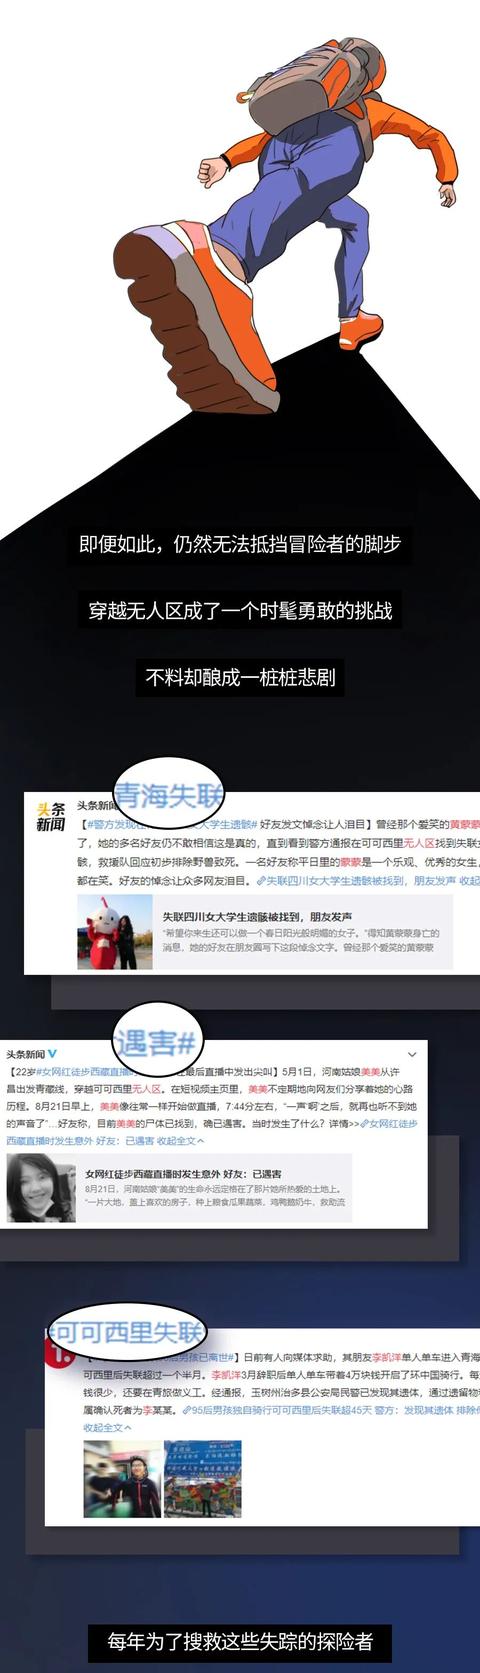 即便如此，仍然无法抵挡冒险者的脚步
穿越无人区成了一个时髦勇敢的挑战
不料却酿成一桩桩悲剧
青海失联
头条
新闻
头条新闻
【#警方发现在
大学生遗骸# 好友发文悼念让人泪目】曾经那个爱笑的黄蒙蒙
了，她的多名好友仍不敢相信这是真的，直到看到警方通报在可可西里无人区找到失联女
骸，救援队回应初步排除野兽致死。一名好友称平日里的蒙蒙是一个乐观、优秀的女生，
都在笑。好友的悼念让众多网友泪目。失联四川女大学生遗骸被找到，朋友发声 收起
失联四川女大学生遗骸被找到，朋友发声
“希望你来生还可以做一个春日阳光般明媚的女子。”得知黄蒙蒙身亡的
消息，她的好友在朋友圈写下这段悼念文字。曾经那个爱笑的黄蒙蒙
遇害#
头条新闻
【22岁#女网红徒步西藏直播时
在最后直播中发出尖叫】5月1日，河南姑娘美美从许
昌出发青藏线，穿越可可西里无人区。在短视频主页里，美美不定期地向网友们分享着她的心路
历程。8月21日早上，美美像往常一样开始做直播，7:44分左右，“一声‘啊’之后，就再也听不到她
的声音了”…好友称，目前美美的尸体已找到，确已遇害。当时发生了什么？详情>>女网红徒步
西藏直播时发生意外 好友：已遇害 收起全文
女网红徒步西藏直播时发生意外 好友：已遇害
8月21日，河南姑娘“美美”的生命永远定格在了那片她所热爱的土地上。
“一片大地，盖上喜欢的房子，种上粮食瓜果蔬菜，鸡鸭鹅奶牛，救助流
#可可西里失联
后男孩已离世#】日前有人向媒体求助，其朋友李凯洋单人单车进入青海
可可西里后失联超过一个半月。李凯洋3月辞职后单人单车带着4万块钱开启了环中国骑行。每
钱很少，还要在青旅做义工。经通报，玉树州治多县公安局民警已发现其遗体，通过遗留物
属确认死者为李某某。95后男孩独自骑行可可西里后失联超45天 警方：发现其遗体 排除
收起全文
每年为了搜救这些失踪的探险者